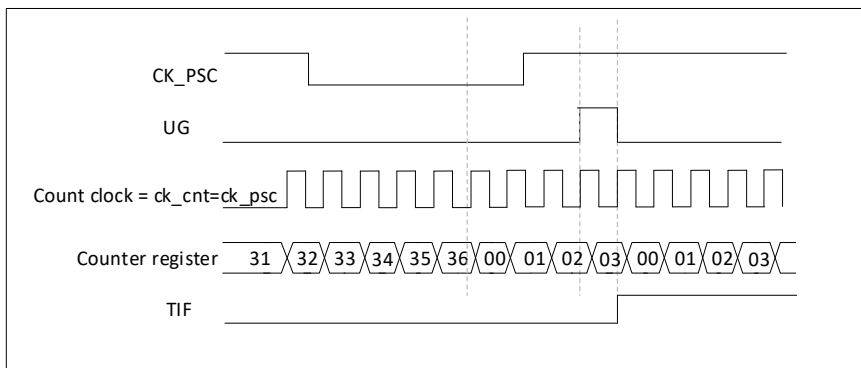 CK_PSC
UG
Count clock = ck_cnt=ck_psc
Counter register 31 32 33 34 35 36 00 01 02 03 00 01 02 03
TIF